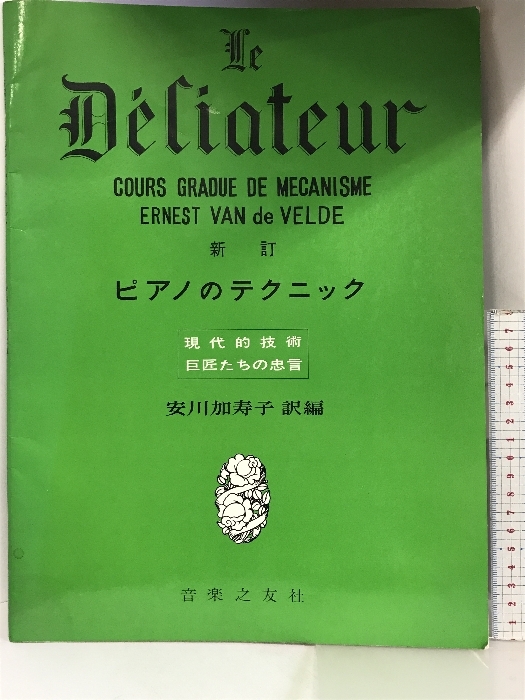 Le
Déliateur
COURS GRADUE DE MECANISME
ERNEST VAN de VELDE
新訂
ピアノのテクニック
現代的技術
巨匠たちの忠言
安川加寿子 訳編
音楽之友社